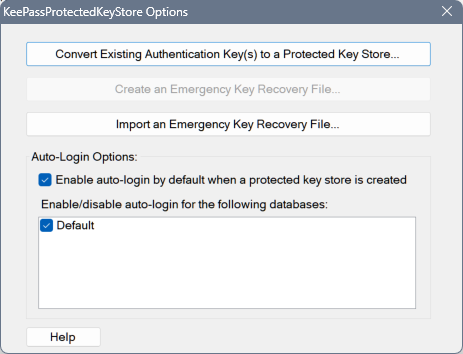 KeePassProtectedKeyStore Options
Convert Existing Authentication Key(s) to a Protected Key Store...
Create an Emergency Key Recovery File...
Import an Emergency Key Recovery File...
Auto-Login Options:
Enable auto-login by default when a protected key store is created
Enable/disable auto-login for the following databases:
Default
Help